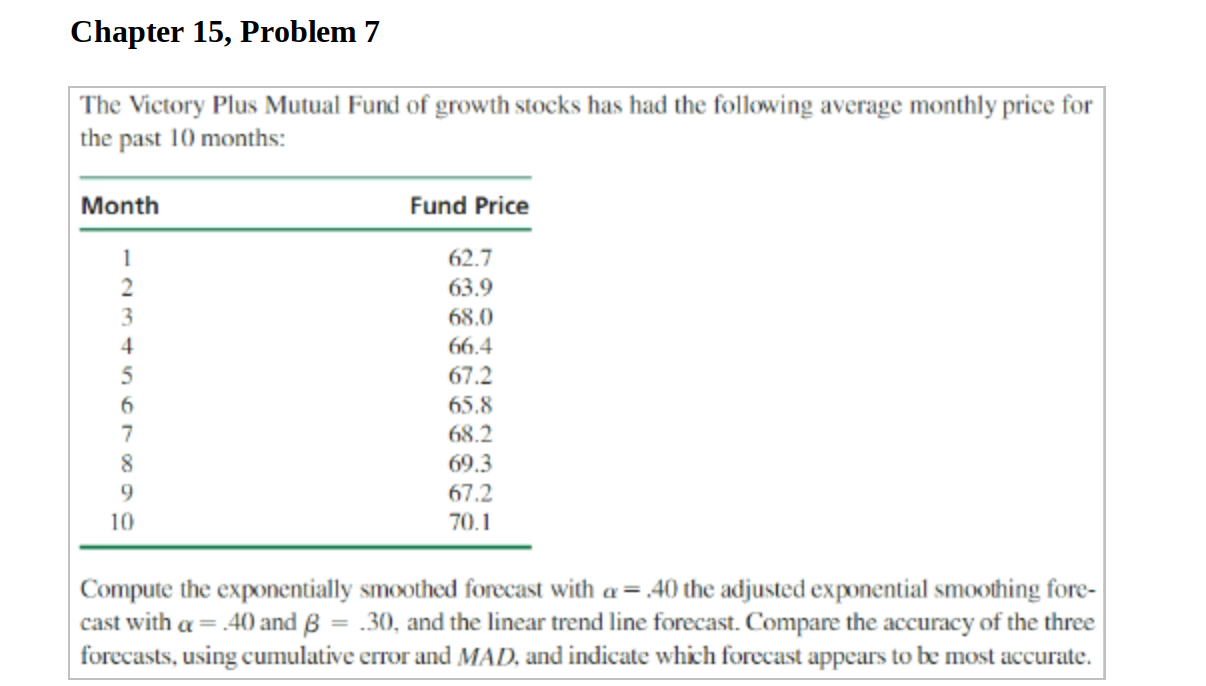 Chapter 15, Problem 7
The Victory Plus Mutual Fund of growth stocks has had the following average monthly price for
the past 10 months:
Month Fund Price
1 62.7
2 63.9
3 68.0
4 66.4
5 67.2
6 65.8
7 68.2
8 69.3
9 67.2
10 70.1
Compute the exponentially smoothed forecast with α = .40 the adjusted exponential smoothing fore-
cast with α = .40 and β = .30, and the linear trend line forecast. Compare the accuracy of the three
forecasts, using cumulative error and MAD, and indicate which forecast appears to be most accurate.